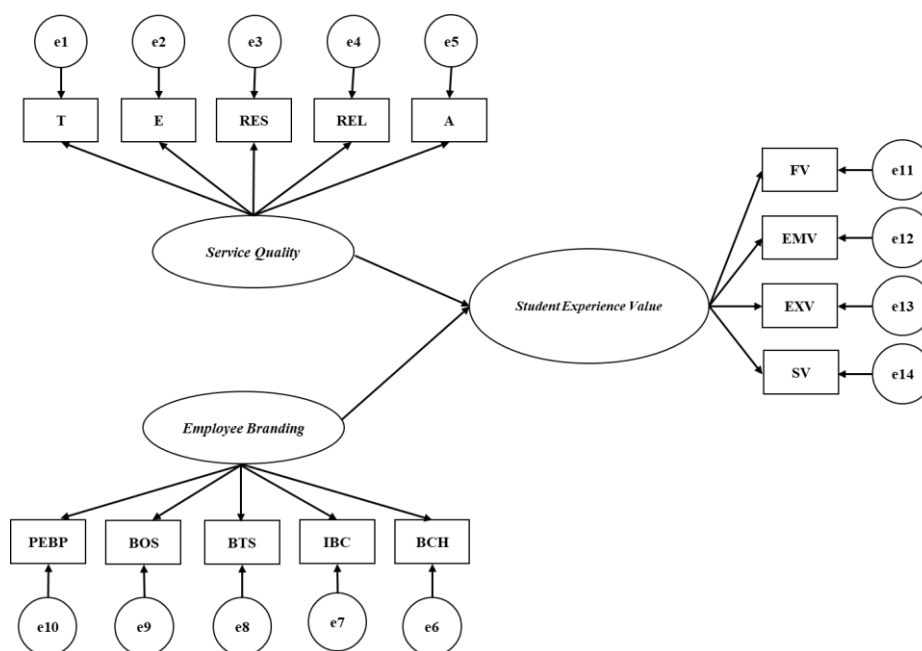 e1
e2
e3
e4
e5
T
E
RES
REL
A
Service Quality
FV
e11
EMV
e12
EXV
e13
SV
e14
Student Experience Value
Employee Branding
PEBP
BOS
BTS
IBC
BCH
e10
e9
e8
e7
e6